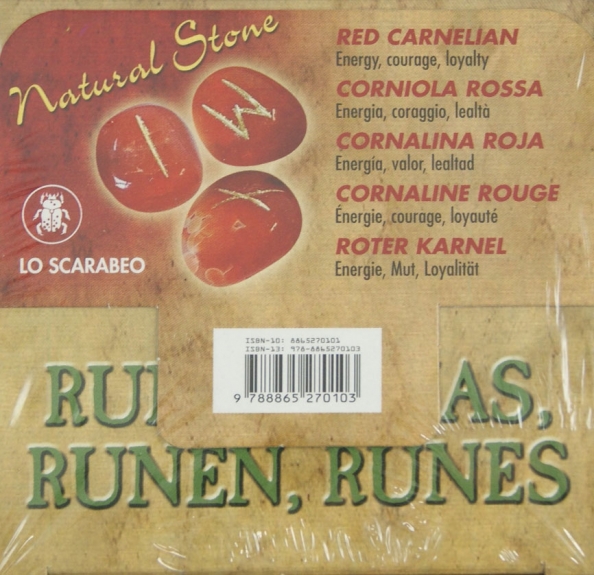 Natural Stone
RED CARNELIAN
Energy, courage, loyalty
CORNIOLA ROSSA
Energia, coraggio, lealtà
CORNALINA ROJA
Energía, valor, lealtad
CORNALINE ROUGE
Énergie, courage, loyauté
ROTER KARNEL
Energie, Mut, Loyalität
LO SCARABEO
ISBN-10: 8865270101
ISBN-13: 978-8865270103
9 788865 270103
RUNEN, RUNES